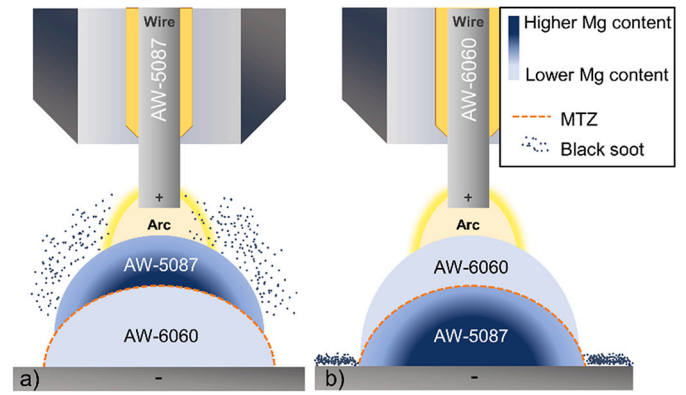 Wire
AW-5087
+
Arc
AW-5087
AW-6060
a)
-
Wire
AW-6060
+
Arc
AW-6060
AW-5087
b)
-
Higher Mg content
Lower Mg content
MTZ
Black soot